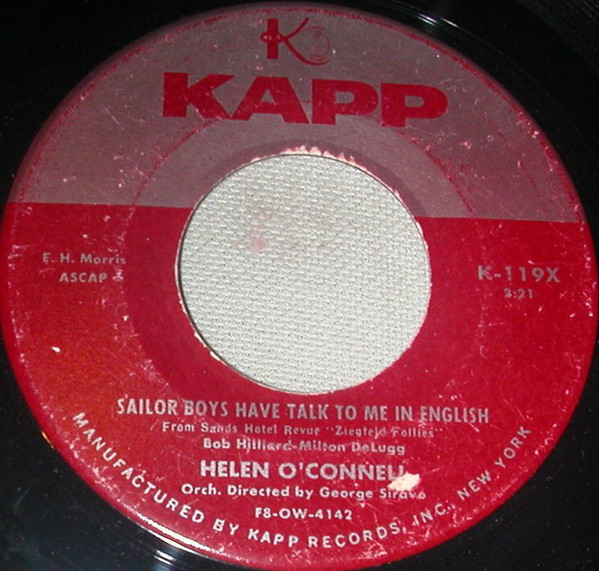 K
KAPP
E. H. Morris
ASCAP
K-119X
2:21
SAILOR BOYS HAVE TALK TO ME IN ENGLISH
From Sands Hotel Revue "Ziegfeld Follies"
Bob Hilliard-Milton DeLugg
HELEN O'CONNELL
Orch. Directed by George Siravo
F8-OW-4142
MANUFACTURED BY KAPP RECORDS, INC., NEW YORK